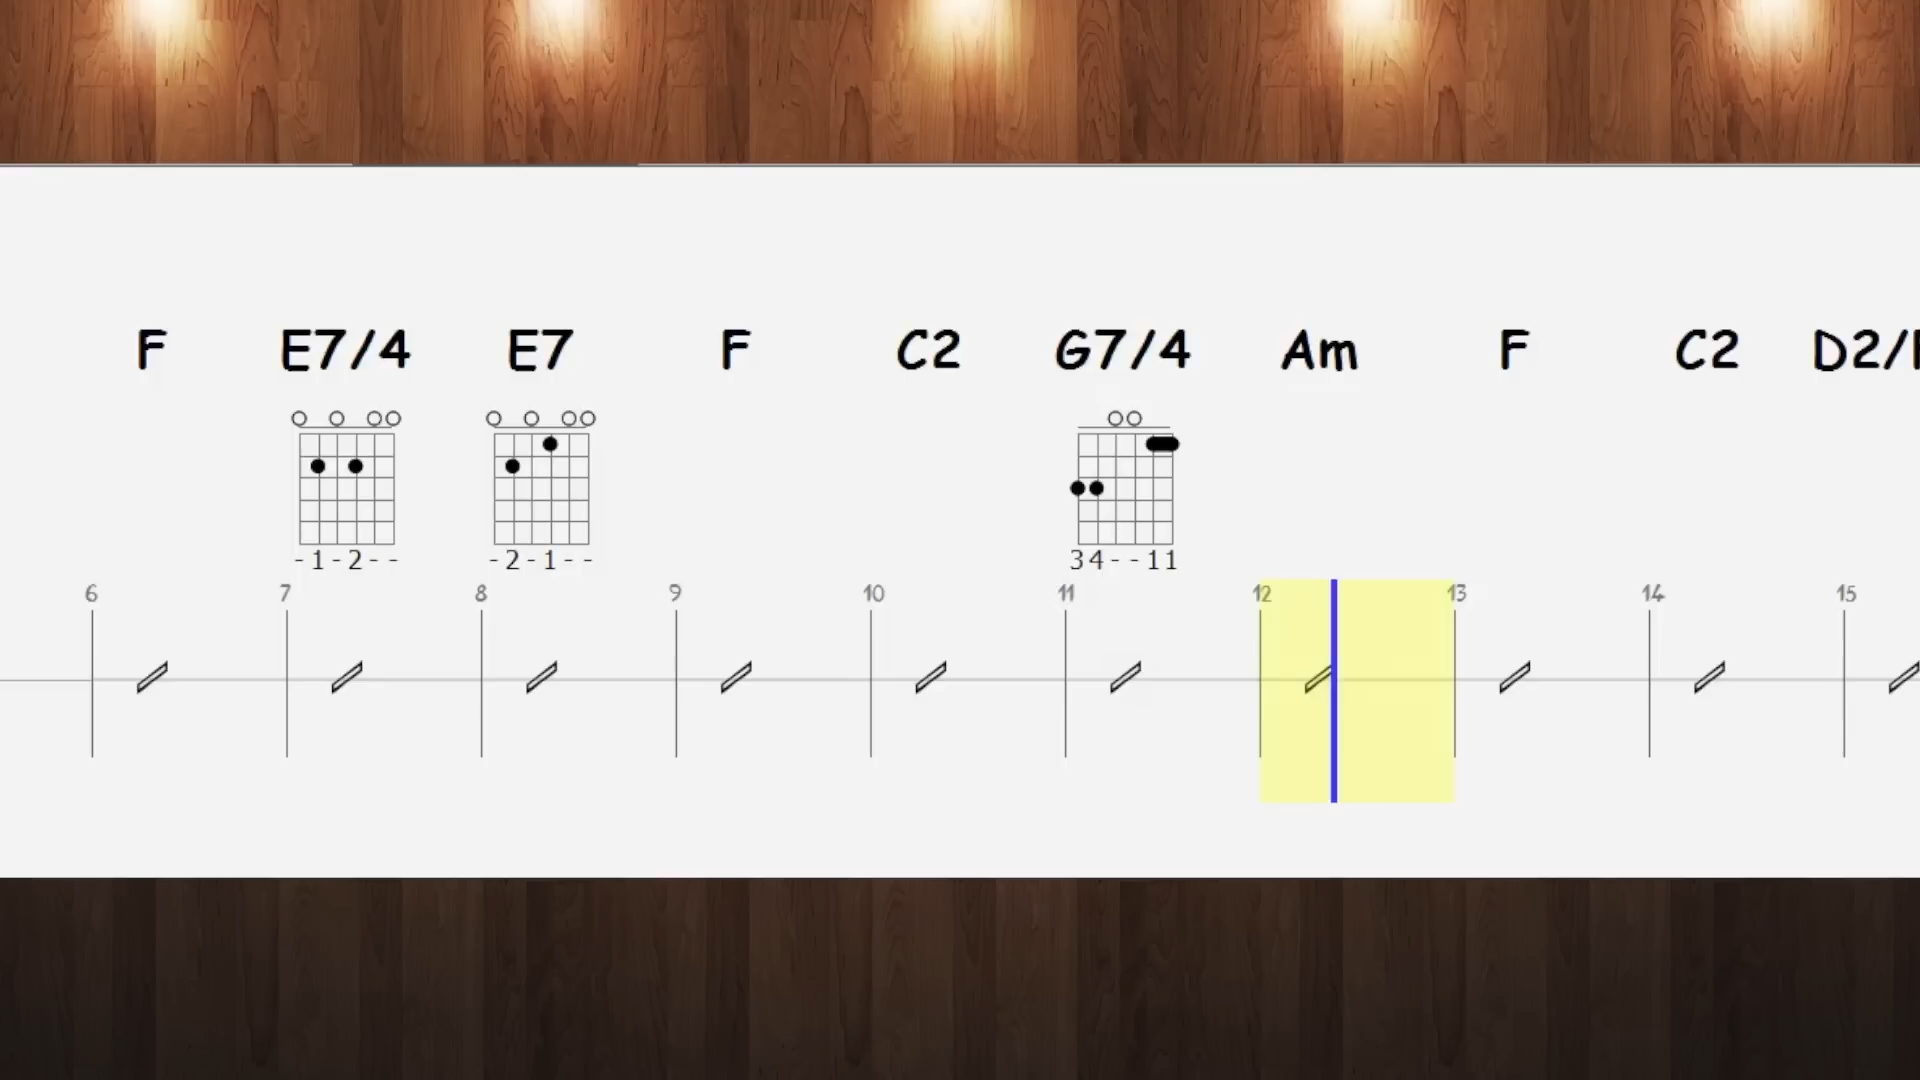 F E7/4 E7 F C2 G7/4 Am F C2
-1-2-- -2-1-- 34--11
6 7 8 9 10 11 12 13 14 15